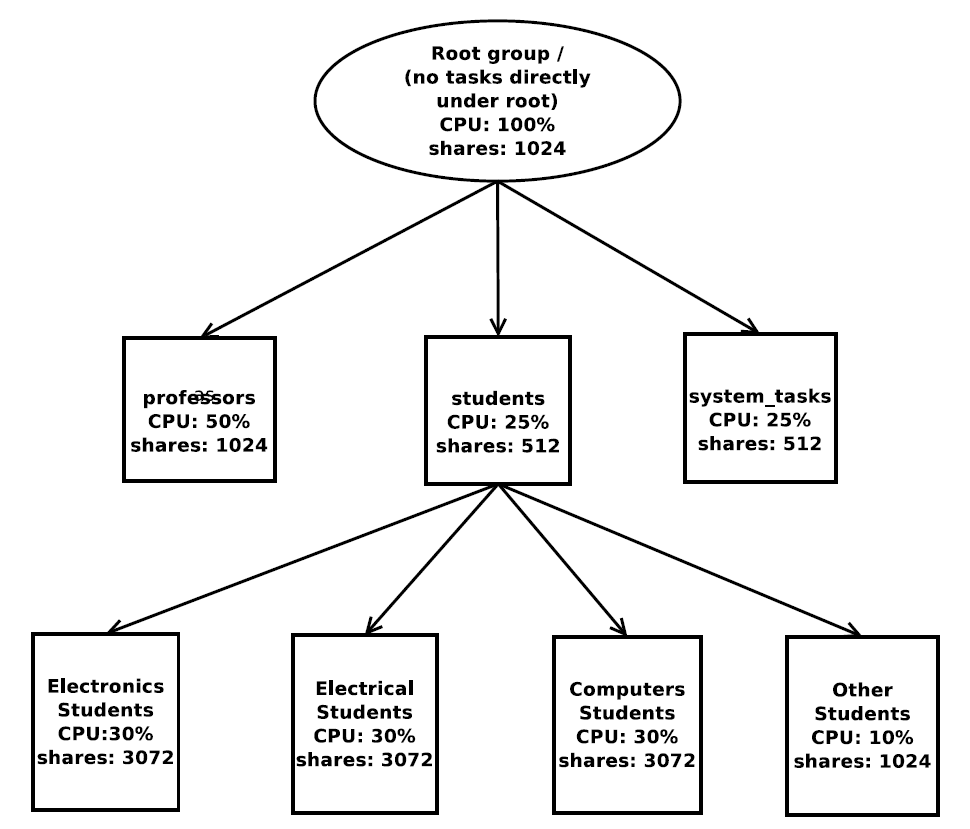 Root group /
(no tasks directly
under root)
CPU: 100%
shares: 1024
as
professors
CPU: 50%
shares: 1024
students
CPU: 25%
shares: 512
system_tasks
CPU: 25%
shares: 512
Electronics
Students
CPU:30%
shares: 3072
Electrical
Students
CPU: 30%
shares: 3072
Computers
Students
CPU: 30%
shares: 3072
Other
Students
CPU: 10%
shares: 1024